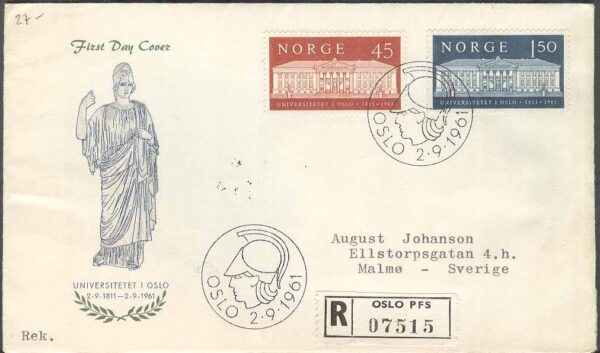 27-
First Day Cover
NORGE 45
UNIVERSITETET I OSLO · 1811-1961
NORGE 1.50
UNIVERSITETET I OSLO · 1811-1961
OSLO 2·9·1961
UNIVERSITETET I OSLO
2-9-1811—2-9-1961
OSLO 2·9·1961
August Johanson
Ellstorpsgatan 4.h.
Malmø - Sverige
R OSLO PFS
07515
Rek.